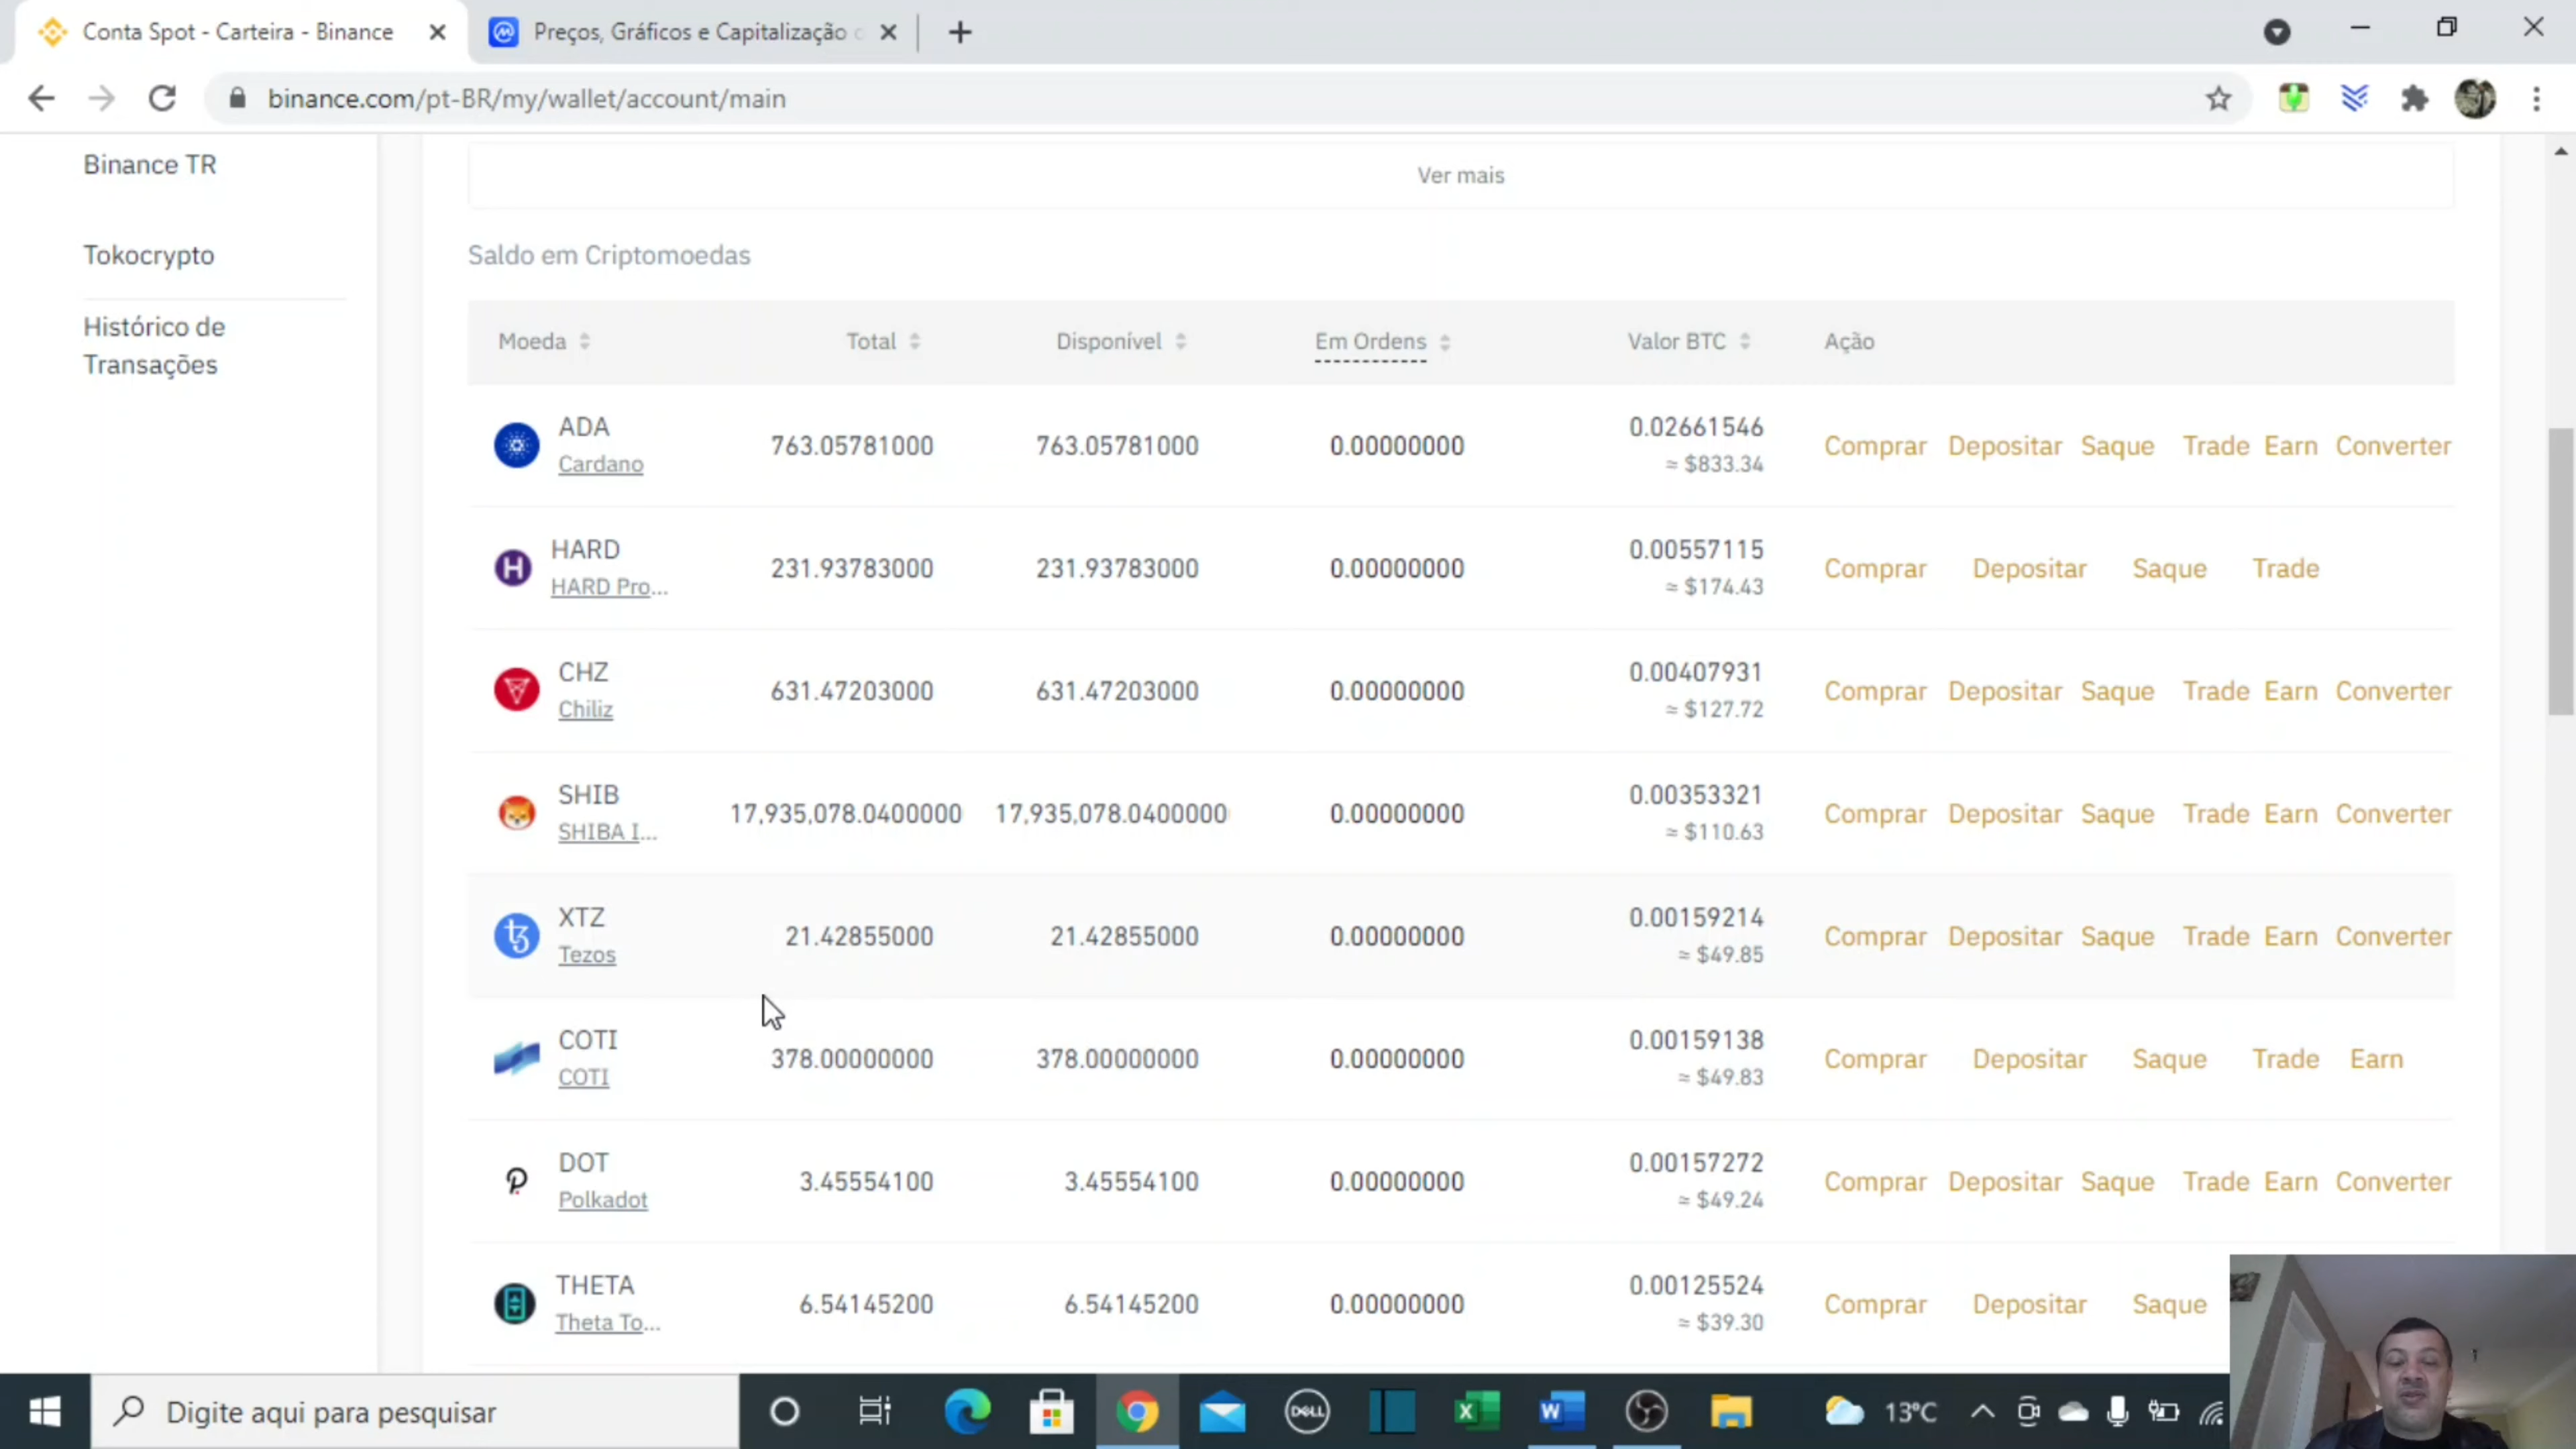 Conta Spot - Carteira - Binance
Preços, Gráficos e Capitalização
binance.com/pt-BR/my/wallet/account/main
Binance TR
Tokocrypto
Histórico de
Transações
Ver mais
Saldo em Criptomoedas
Moeda Total Disponível Em Ordens Valor BTC Ação
ADA
Cardano
763.05781000 763.05781000 0.00000000
0.02661546
≈ $833.34
Comprar Depositar Saque Trade Earn Converter
HARD
HARD Pro...
231.93783000 231.93783000 0.00000000
0.00557115
≈ $174.43
Comprar Depositar Saque Trade
CHZ
Chiliz
631.47203000 631.47203000 0.00000000
0.00407931
≈ $127.72
Comprar Depositar Saque Trade Earn Converter
SHIB
SHIBA I...
17,935,078.0400000 17,935,078.0400000 0.00000000
0.00353321
≈ $110.63
Comprar Depositar Saque Trade Earn Converter
XTZ
Tezos
21.42855000 21.42855000 0.00000000
0.00159214
≈ $49.85
Comprar Depositar Saque Trade Earn Converter
COTI
COTI
378.00000000 378.00000000 0.00000000
0.00159138
≈ $49.83
Comprar Depositar Saque Trade Earn
DOT
Polkadot
3.45554100 3.45554100 0.00000000
0.00157272
≈ $49.24
Comprar Depositar Saque Trade Earn Converter
THETA
Theta To...
6.54145200 6.54145200 0.00000000
0.00125524
≈ $39.30
Comprar Depositar Saque
Digite aqui para pesquisar
DELL
13°C